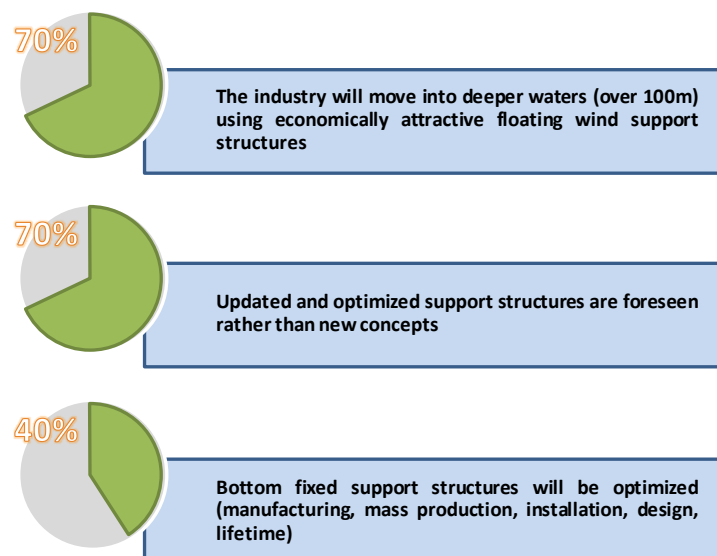 70%
The industry will move into deeper waters (over 100m)
using economically attractive floating wind support
structures
70%
Updated and optimized support structures are foreseen
rather than new concepts
40%
Bottom fixed support structures will be optimized
(manufacturing, mass production, installation, design,
lifetime)